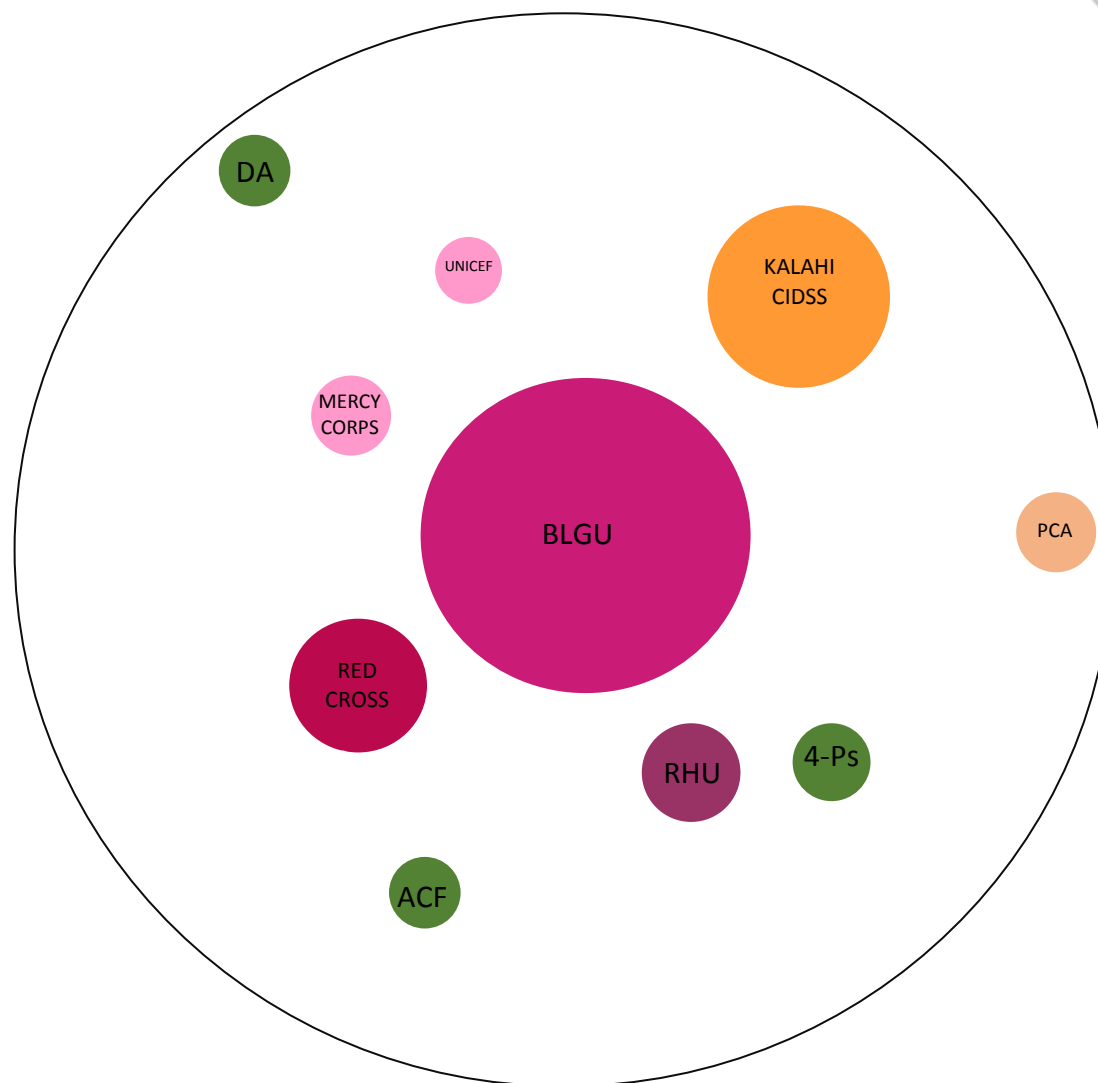 DA
UNICEF
KALAHI
CIDSS
MERCY
CORPS
BLGU
PCA
RED
CROSS
RHU
4-Ps
ACF